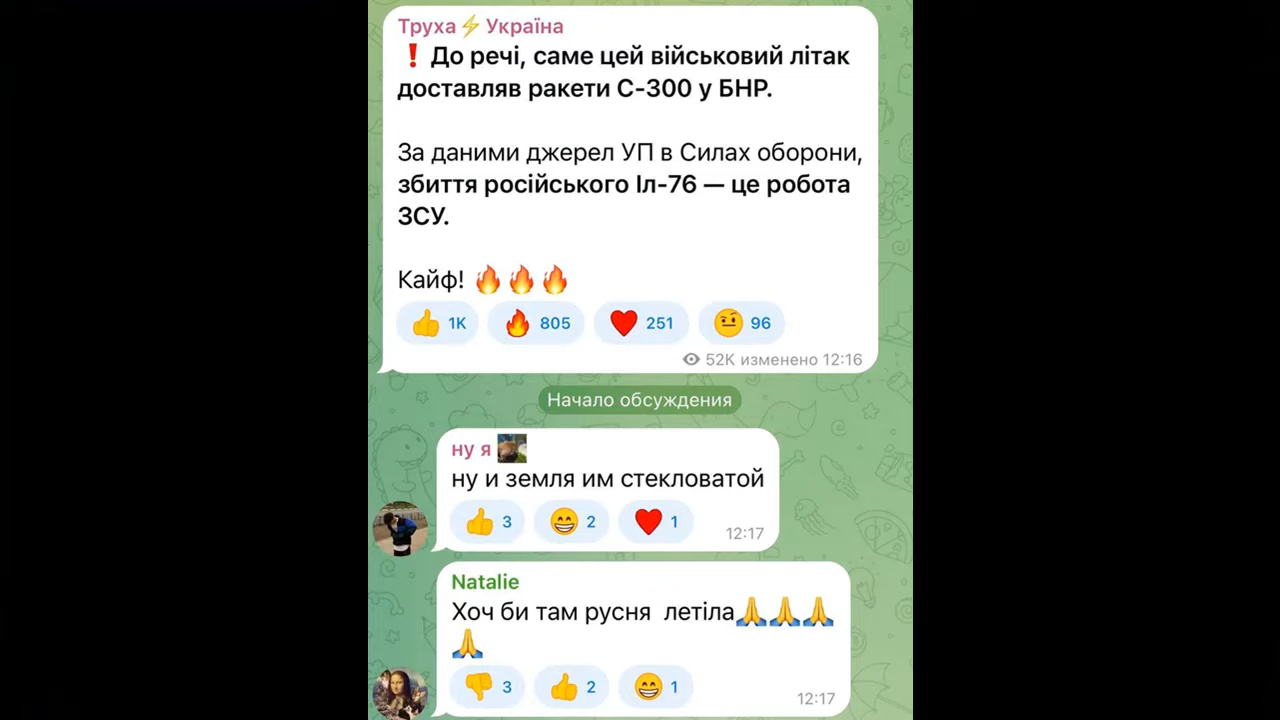 Труха⚡Україна
❗До речі, саме цей військовий літак
доставляв ракети С-300 у БНР.
За даними джерел УП в Силах оборони,
збиття російського Іл-76 — це робота
ЗСУ.
Кайф! 🔥🔥🔥
👍 1K 🔥 805 ❤️ 251 🤨 96
52K изменено 12:16
Начало обсуждения
ну я
ну и земля им стекловатой
👍 3 😁 2 ❤️ 1
12:17
Natalie
Хоч би там русня летіла🙏🙏🙏
🙏
👎 3 👍 2 😁 1
12:17